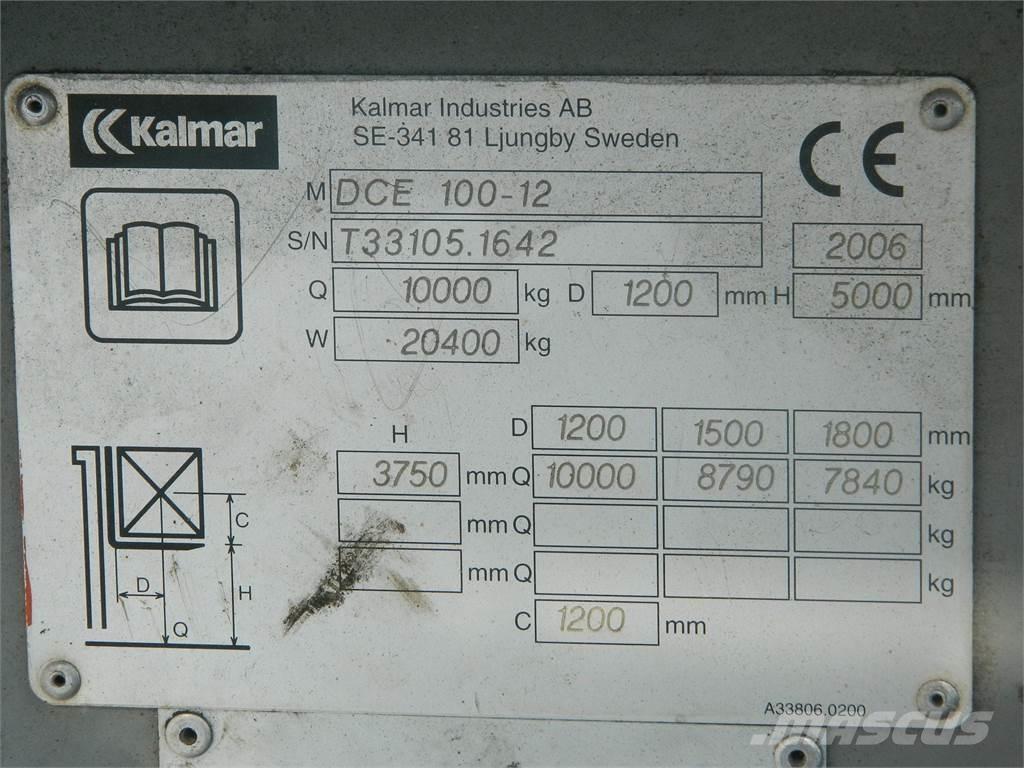 Kalmar
Kalmar Industries AB
SE-341 81 Ljungby Sweden
CE
M DCE 100-12
S/N T33105.1642 2006
Q 10000 kg D 1200 mm H 5000 mm
W 20400 kg
H D 1200 1500 1800 mm
3750 mm Q 10000 8790 7840 kg
mm Q kg
mm Q kg
C 1200 mm
C
D H
Q
A33806.0200
MASCUS